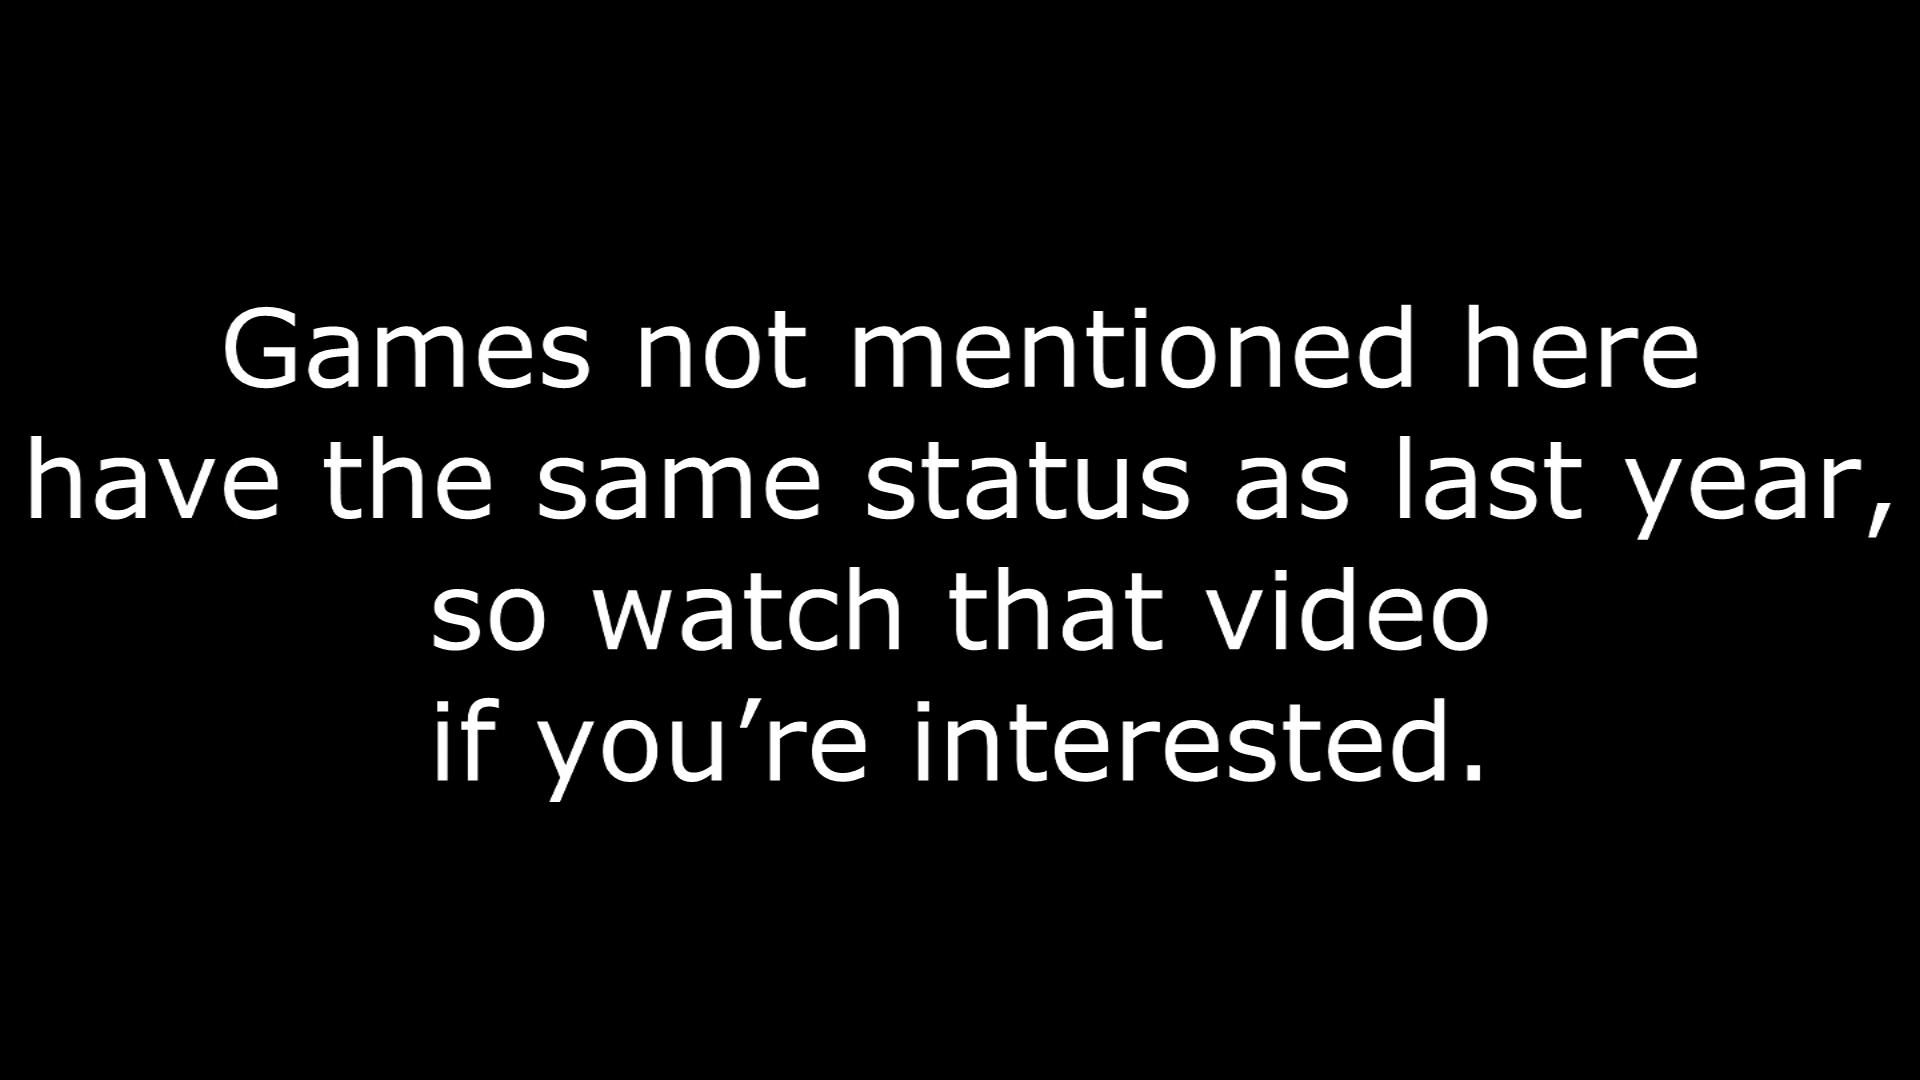 Games not mentioned here
have the same status as last year,
so watch that video
if you’re interested.